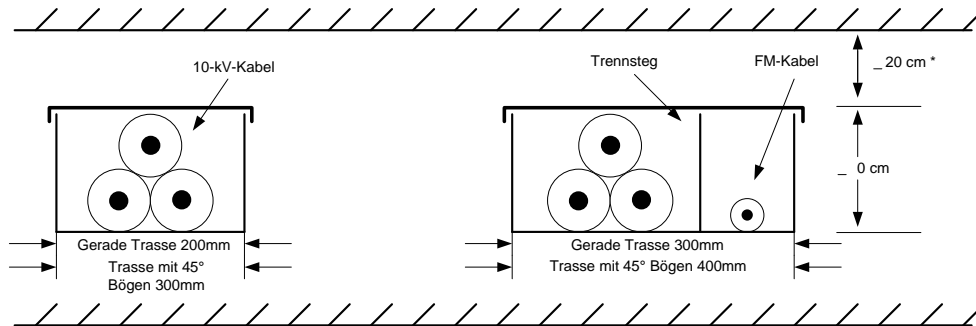 10-kV-Kabel
Trennsteg
FM-Kabel
_ 20 cm *
_ 0 cm
Gerade Trasse 200mm
Trasse mit 45°
Bögen 300mm
Gerade Trasse 300mm
Trasse mit 45° Bögen 400mm